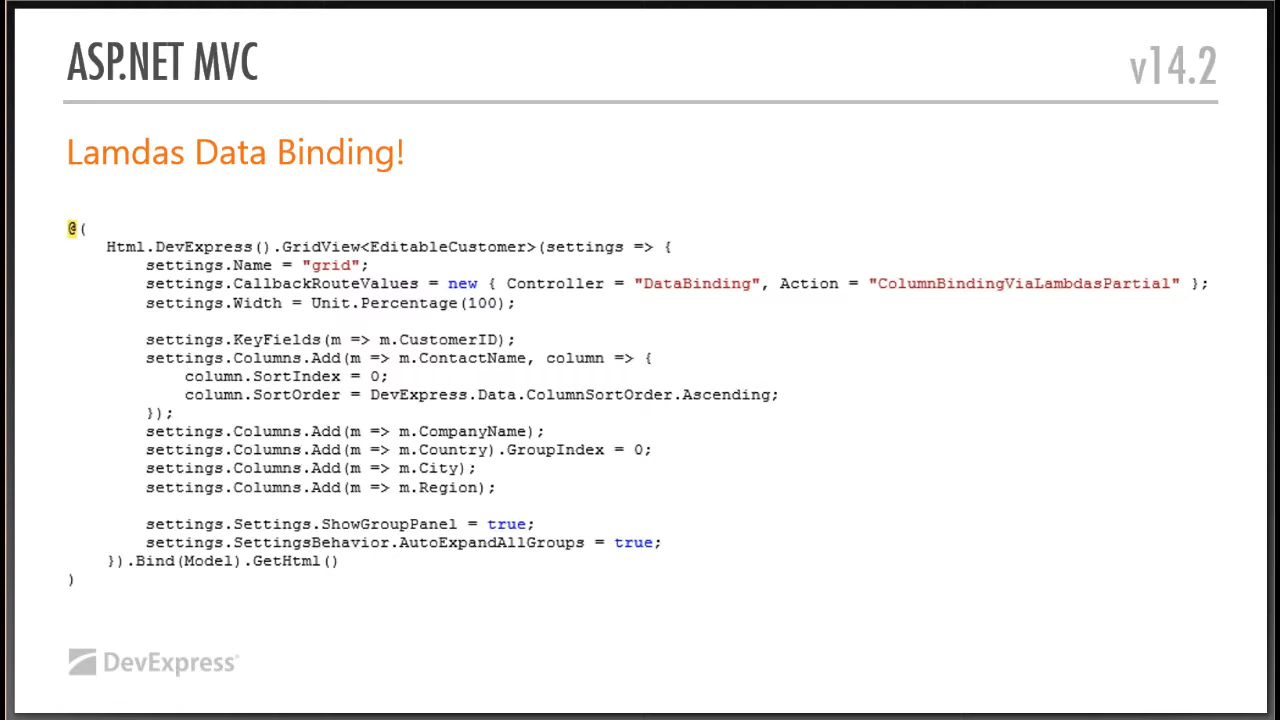 ASP.NET MVC
v14.2
Lamdas Data Binding!
@(
    Html.DevExpress().GridView<EditableCustomer>(settings => {
        settings.Name = "grid";
        settings.CallbackRouteValues = new { Controller = "DataBinding", Action = "ColumnBindingViaLambdasPartial" };
        settings.Width = Unit.Percentage(100);

        settings.KeyFields(m => m.CustomerID);
        settings.Columns.Add(m => m.ContactName, column => {
            column.SortIndex = 0;
            column.SortOrder = DevExpress.Data.ColumnSortOrder.Ascending;
        });
        settings.Columns.Add(m => m.CompanyName);
        settings.Columns.Add(m => m.Country).GroupIndex = 0;
        settings.Columns.Add(m => m.City);
        settings.Columns.Add(m => m.Region);

        settings.Settings.ShowGroupPanel = true;
        settings.SettingsBehavior.AutoExpandAllGroups = true;
    }).Bind(Model).GetHtml()
)
DevExpress